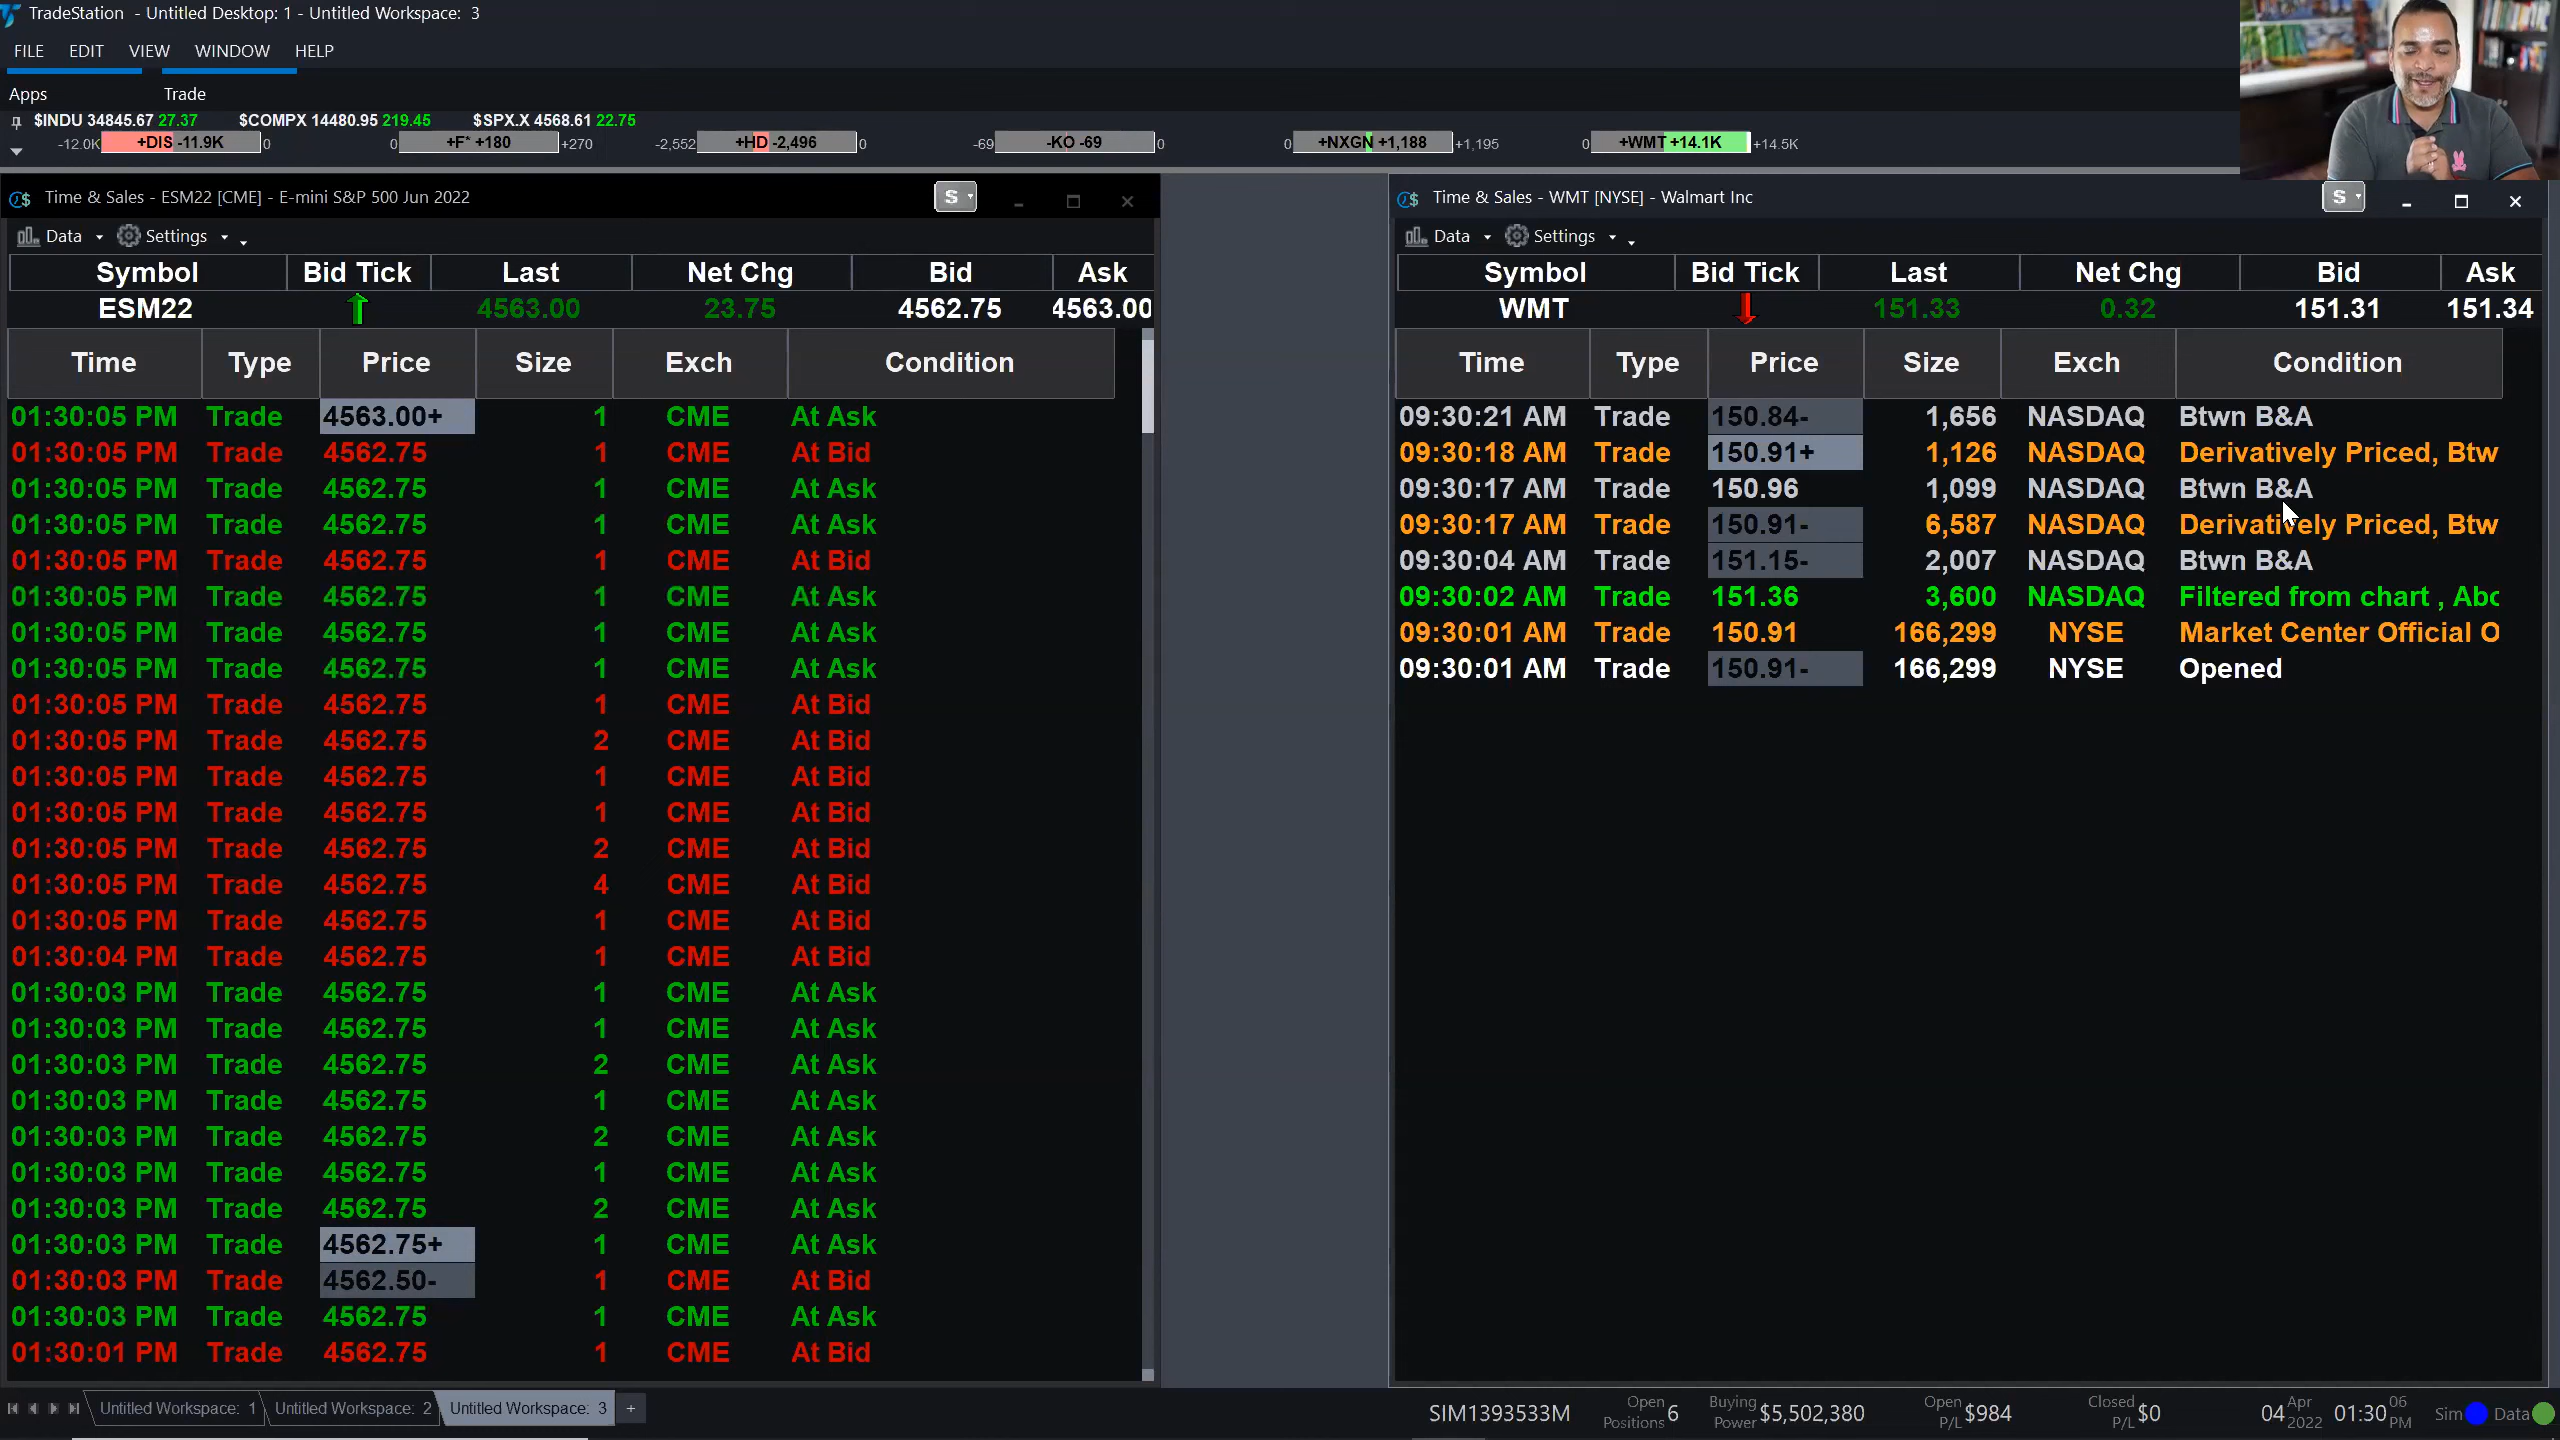 TradeStation - Untitled Desktop: 1 - Untitled Workspace: 3
FILE EDIT VIEW WINDOW HELP
Apps Trade
$INDU 34845.67 27.37 $COMPX 14480.95 219.45 $SPX.X 4568.61 22.75
-12.0K +DIS -11.9K 0 0 +F* +180 +270 -2,552 +HD -2,496 0 -69 -KO -69 0 0 +NXGN +1,188 +1,195 0 +WMT +14.1K +14.5K
Time & Sales - ESM22 [CME] - E-mini S&P 500 Jun 2022 S
Data Settings
Symbol Bid Tick Last Net Chg Bid Ask
ESM22 4563.00 23.75 4562.75 4563.00
Time Type Price Size Exch Condition
01:30:05 PM Trade 4563.00+ 1 CME At Ask
01:30:05 PM Trade 4562.75 1 CME At Bid
01:30:05 PM Trade 4562.75 1 CME At Ask
01:30:05 PM Trade 4562.75 1 CME At Ask
01:30:05 PM Trade 4562.75 1 CME At Bid
01:30:05 PM Trade 4562.75 1 CME At Ask
01:30:05 PM Trade 4562.75 1 CME At Ask
01:30:05 PM Trade 4562.75 1 CME At Ask
01:30:05 PM Trade 4562.75 1 CME At Bid
01:30:05 PM Trade 4562.75 2 CME At Bid
01:30:05 PM Trade 4562.75 1 CME At Bid
01:30:05 PM Trade 4562.75 1 CME At Bid
01:30:05 PM Trade 4562.75 2 CME At Bid
01:30:05 PM Trade 4562.75 4 CME At Bid
01:30:05 PM Trade 4562.75 1 CME At Bid
01:30:04 PM Trade 4562.75 1 CME At Bid
01:30:03 PM Trade 4562.75 1 CME At Ask
01:30:03 PM Trade 4562.75 1 CME At Ask
01:30:03 PM Trade 4562.75 2 CME At Ask
01:30:03 PM Trade 4562.75 1 CME At Ask
01:30:03 PM Trade 4562.75 2 CME At Ask
01:30:03 PM Trade 4562.75 1 CME At Ask
01:30:03 PM Trade 4562.75 2 CME At Ask
01:30:03 PM Trade 4562.75+ 1 CME At Ask
01:30:03 PM Trade 4562.50- 1 CME At Bid
01:30:03 PM Trade 4562.75 1 CME At Ask
01:30:01 PM Trade 4562.75 1 CME At Bid
Time & Sales - WMT [NYSE] - Walmart Inc S
Data Settings
Symbol Bid Tick Last Net Chg Bid Ask
WMT 151.33 0.32 151.31 151.34
Time Type Price Size Exch Condition
09:30:21 AM Trade 150.84- 1,656 NASDAQ Btwn B&A
09:30:18 AM Trade 150.91+ 1,126 NASDAQ Derivatively Priced, Btw
09:30:17 AM Trade 150.96 1,099 NASDAQ Btwn B&A
09:30:17 AM Trade 150.91- 6,587 NASDAQ Derivatively Priced, Btw
09:30:04 AM Trade 151.15- 2,007 NASDAQ Btwn B&A
09:30:02 AM Trade 151.36 3,600 NASDAQ Filtered from chart , Abc
09:30:01 AM Trade 150.91 166,299 NYSE Market Center Official O
09:30:01 AM Trade 150.91- 166,299 NYSE Opened
Untitled Workspace: 1 Untitled Workspace: 2 Untitled Workspace: 3 +
SIM1393533M Open Positions 6 Buying Power $5,502,380 Open P/L $984 Closed P/L $0 04 Apr 2022 01:30 06 PM Sim Data